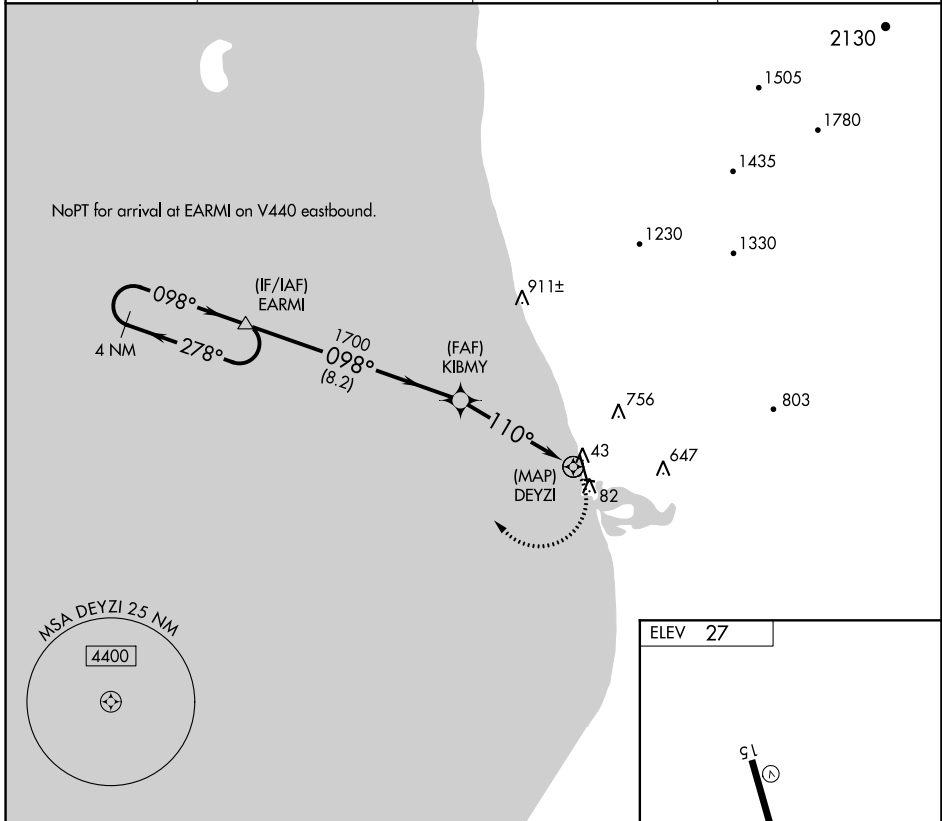 2130
1505
1780
1435
NoPT for arrival at EARMI on V440 eastbound.
1230
1330
(IF/IAF)
EARMI
911±
098°
4 NM
278°
1700
098°
(8.2)
(FAF)
KIBMY
756
803
110°
43
647
(MAP)
DEYZI
82
MSA DEYZI 25 NM
4400
ELEV 27
15
V